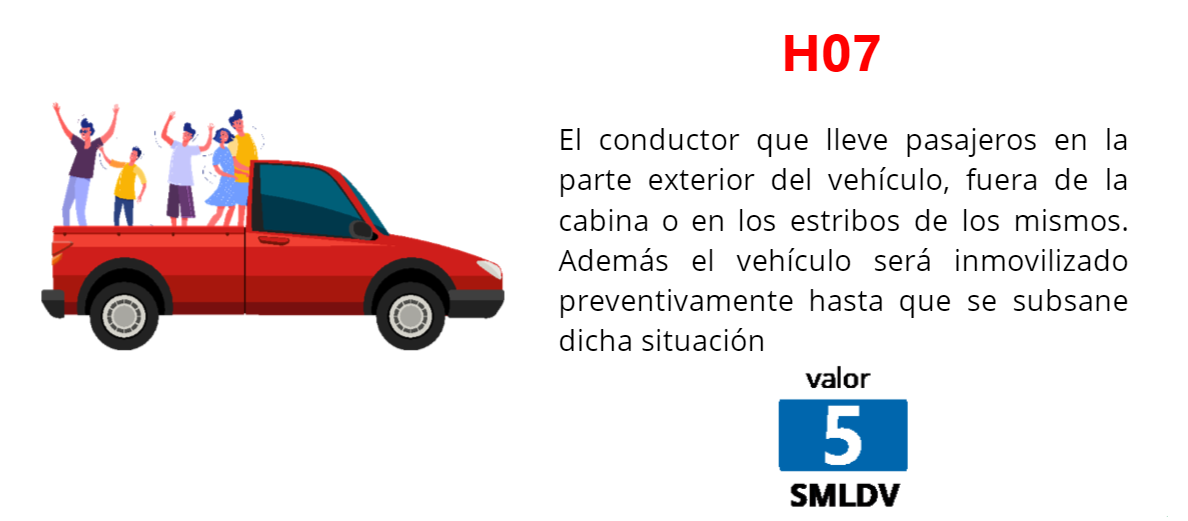 H07
El conductor que lleve pasajeros en la
parte exterior del vehículo, fuera de la
cabina o en los estribos de los mismos.
Además el vehículo será inmovilizado
preventivamente hasta que se subsane
dicha situación
valor
5
SMLDV